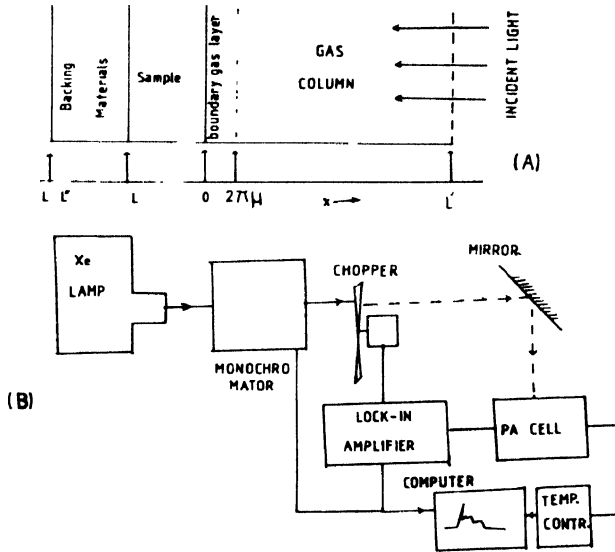 Backing
Materials
Sample
boundary gas layer
GAS
COLUMN
INCIDENT LIGHT
(A)
L L" L 0 2πμ x L'
Xe
LAMP
MONOCHRO
MATOR
CHOPPER
MIRROR
(B)
LOCK-IN
AMPLIFIER
PA CELL
COMPUTER
TEMP.
CONTR.